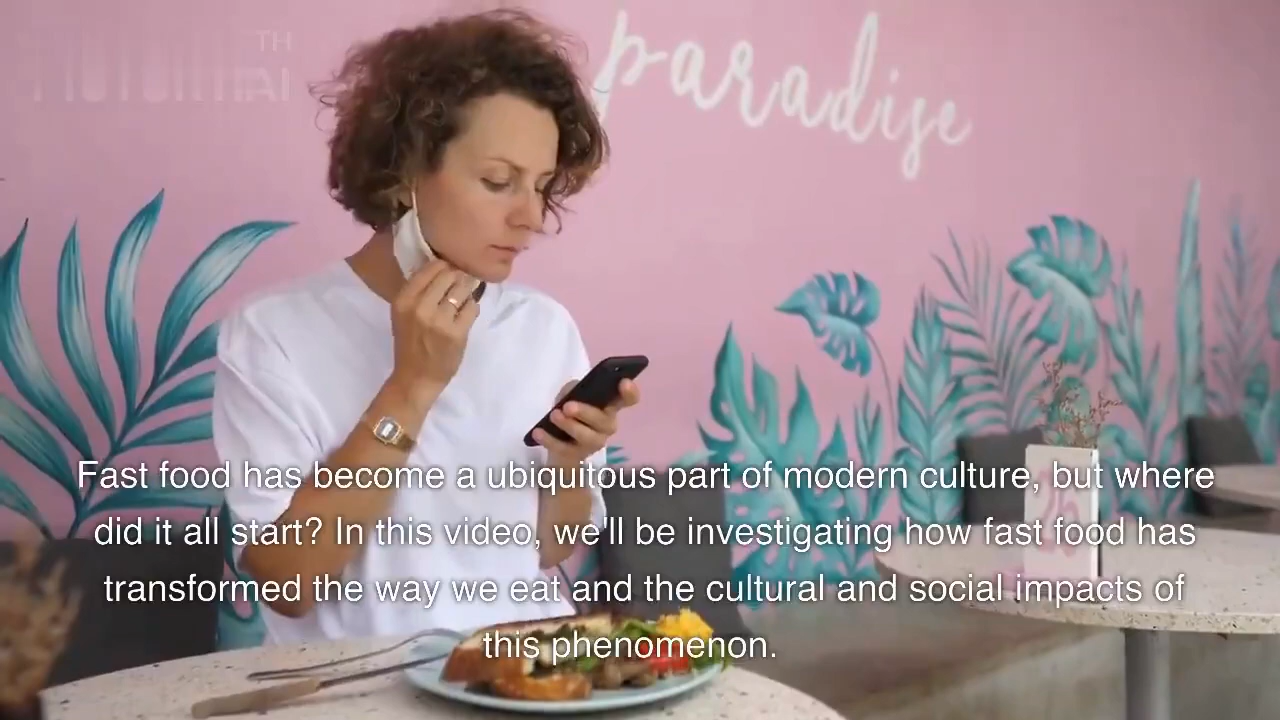 TH
AI
paradise
Fast food has become a ubiquitous part of modern culture, but where
did it all start? In this video, we'll be investigating how fast food has
transformed the way we eat and the cultural and social impacts of
this phenomenon.